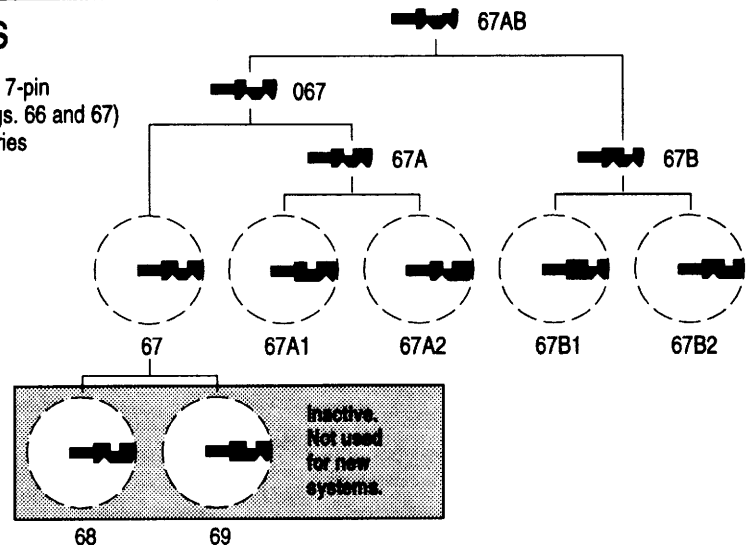 S
7-pin
gs. 66 and 67)
ries
67AB
067
67A
67B
67
67A1
67A2
67B1
67B2
Inactive.
Not used
for new
systems.
68
69